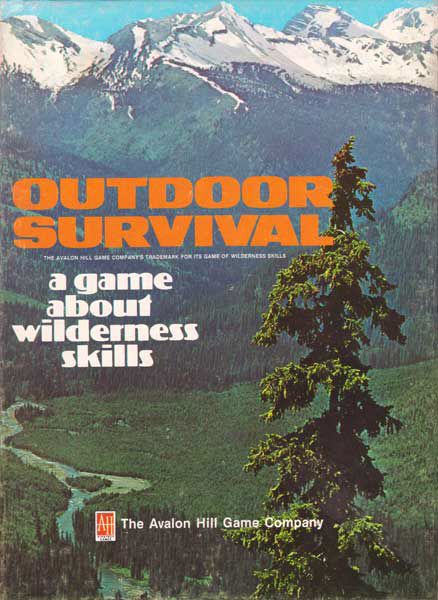 OUTDOOR
SURVIVAL
THE AVALON HILL GAME COMPANY'S TRADEMARK FOR ITS GAME OF WILDERNESS SKILLS
a game
about
wilderness
skills
AH
The Avalon Hill Game Company